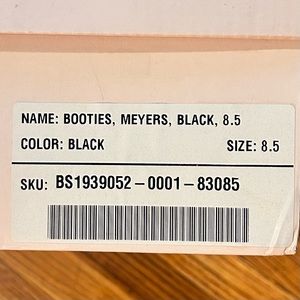 NAME: BOOTIES, MEYERS, BLACK, 8.5
COLOR: BLACK SIZE: 8.5
SKU: BS1939052-0001-83085